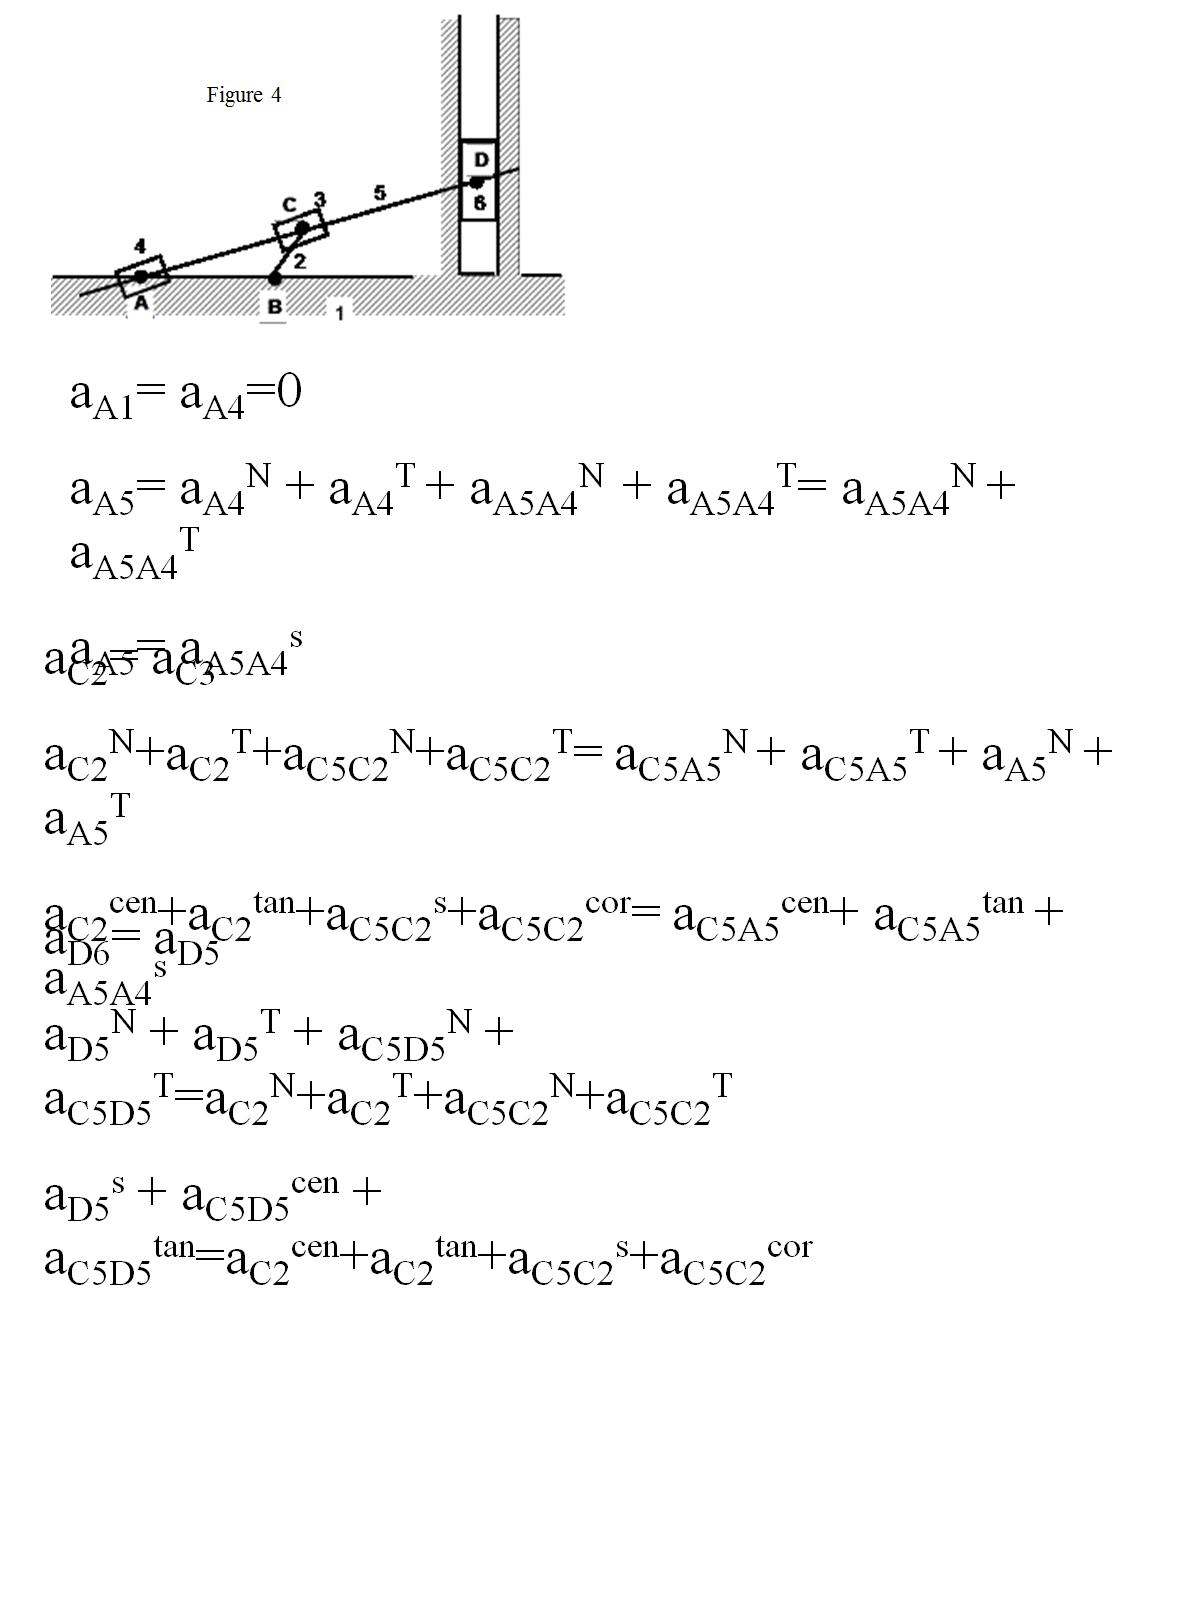 Figure 4
D
6
5
C 3
4
2
A
B
1
aA1= aA4=0
aA5= aA4N + aA4T + aA5A4N + aA5A4T= aA5A4N +
aA5A4T
aA5= aA5A4s
aC2= aC3
aC2N+aC2T+aC5C2N+aC5C2T= aC5A5N + aC5A5T + aA5N +
aA5T
aC2cen+aC2tan+aC5C2s+aC5C2cor= aC5A5cen+ aC5A5tan +
aD6= aD5
aA5A4s
aD5N + aD5T + aC5D5N +
aC5D5T=aC2N+aC2T+aC5C2N+aC5C2T
aD5s + aC5D5cen +
aC5D5tan=aC2cen+aC2tan+aC5C2s+aC5C2cor